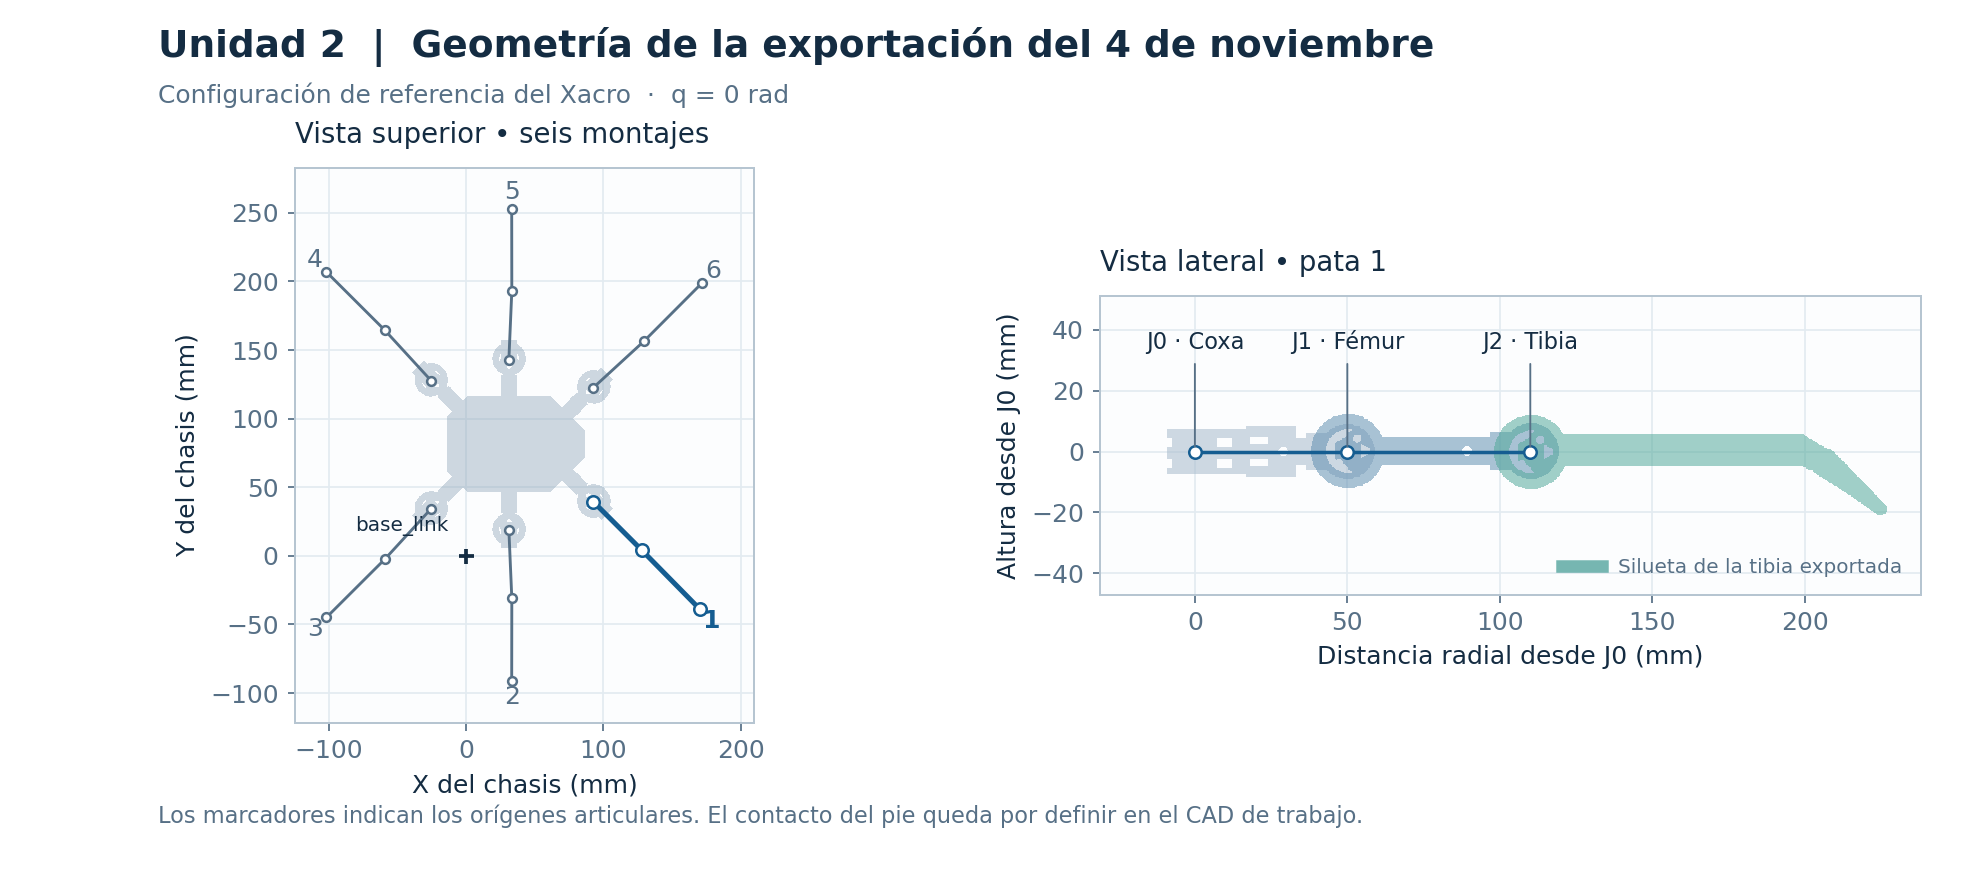 Unidad 2 | Geometría de la exportación del 4 de noviembre
Configuración de referencia del Xacro · q = 0 rad
Vista superior • seis montajes
5
4
6
base_link
3
1
2
250
200
150
100
50
0
−50
−100
Y del chasis (mm)
−100
0
100
200
X del chasis (mm)
Vista lateral • pata 1
J0 · Coxa
J1 · Fémur
J2 · Tibia
40
20
0
−20
−40
Altura desde J0 (mm)
Silueta de la tibia exportada
0
50
100
150
200
Distancia radial desde J0 (mm)
Los marcadores indican los orígenes articulares. El contacto del pie queda por definir en el CAD de trabajo.